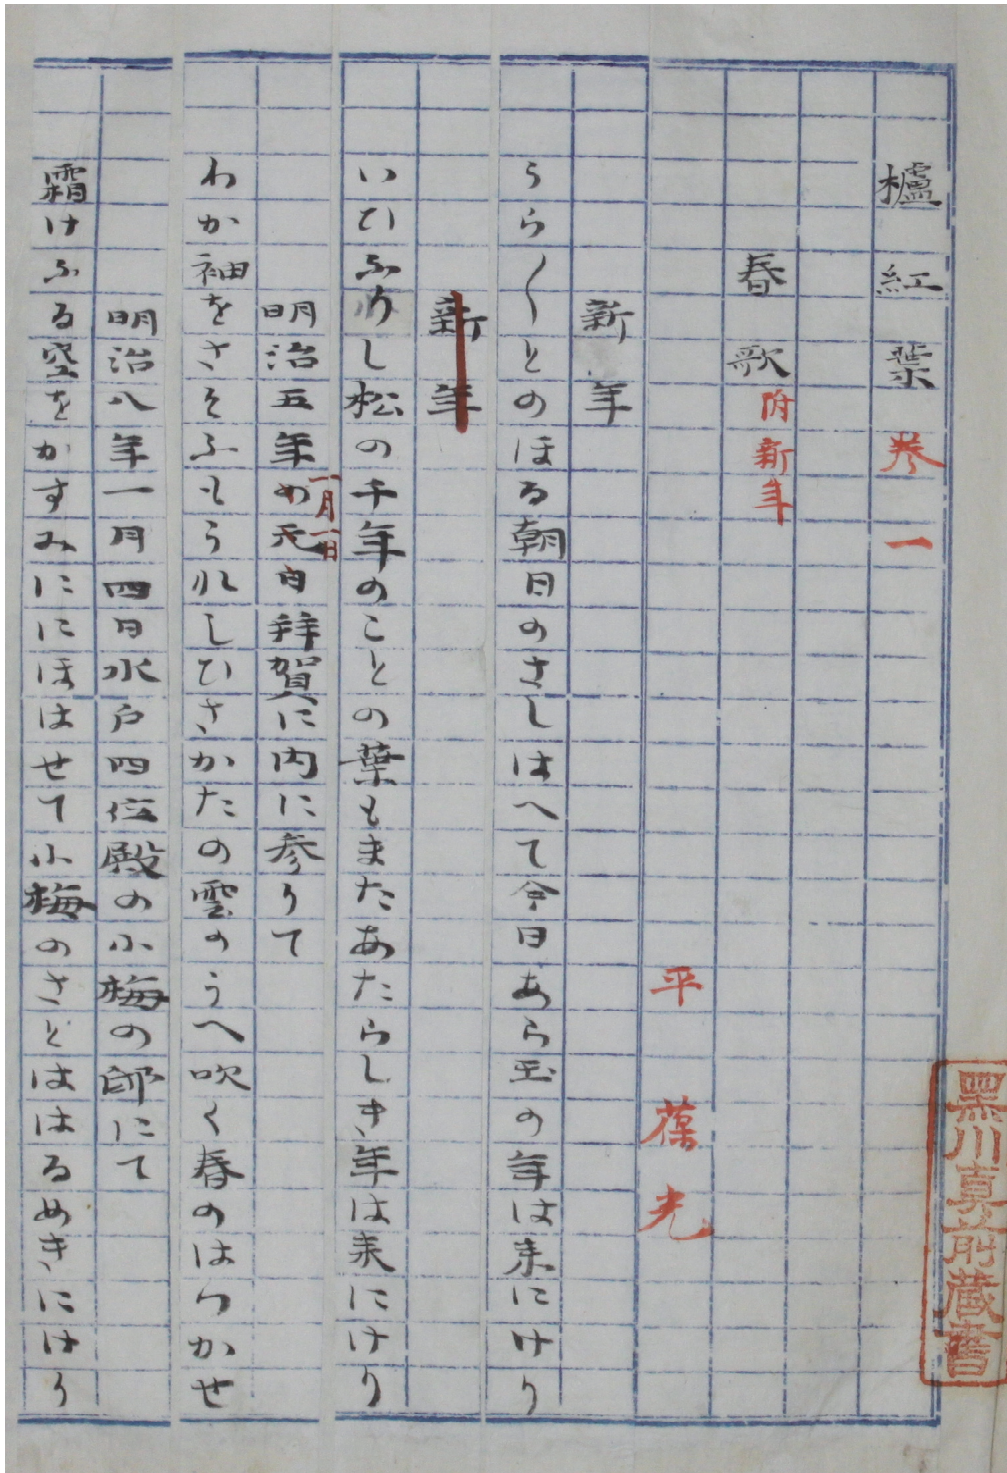 櫨紅葉 巻一
春歌 附新年
平葆光
新年
うら〳〵とのほる朝日のさしはへて今日あら玉の年は来にけり
新年
いひふりし松の千年のことの葉もまたあたらしき年は来にけり
明治五年の元日拝賀に内に参りて
一月一日
わか袖をさそふもうれしひさかたの雲のうへ吹く春のはつかせ
明治八年一月四日水戸四位殿の小梅の邸にて
霜けふる空をかすみににほはせて小梅のさとははるめきにけり
黒川真前蔵書